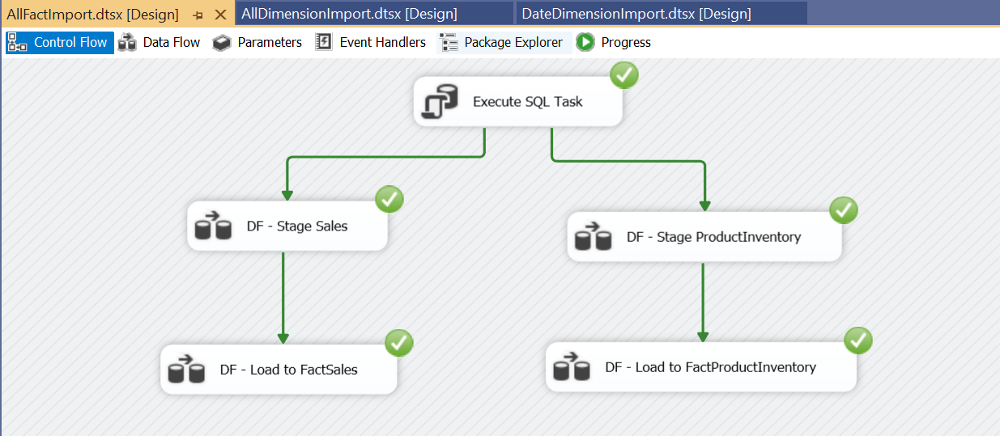 AllFactImport.dtsx [Design] AllDimensionImport.dtsx [Design] DateDimensionImport.dtsx [Design]
Control Flow Data Flow Parameters Event Handlers Package Explorer Progress
Execute SQL Task
DF - Stage Sales
DF - Stage ProductInventory
DF - Load to FactSales
DF - Load to FactProductInventory